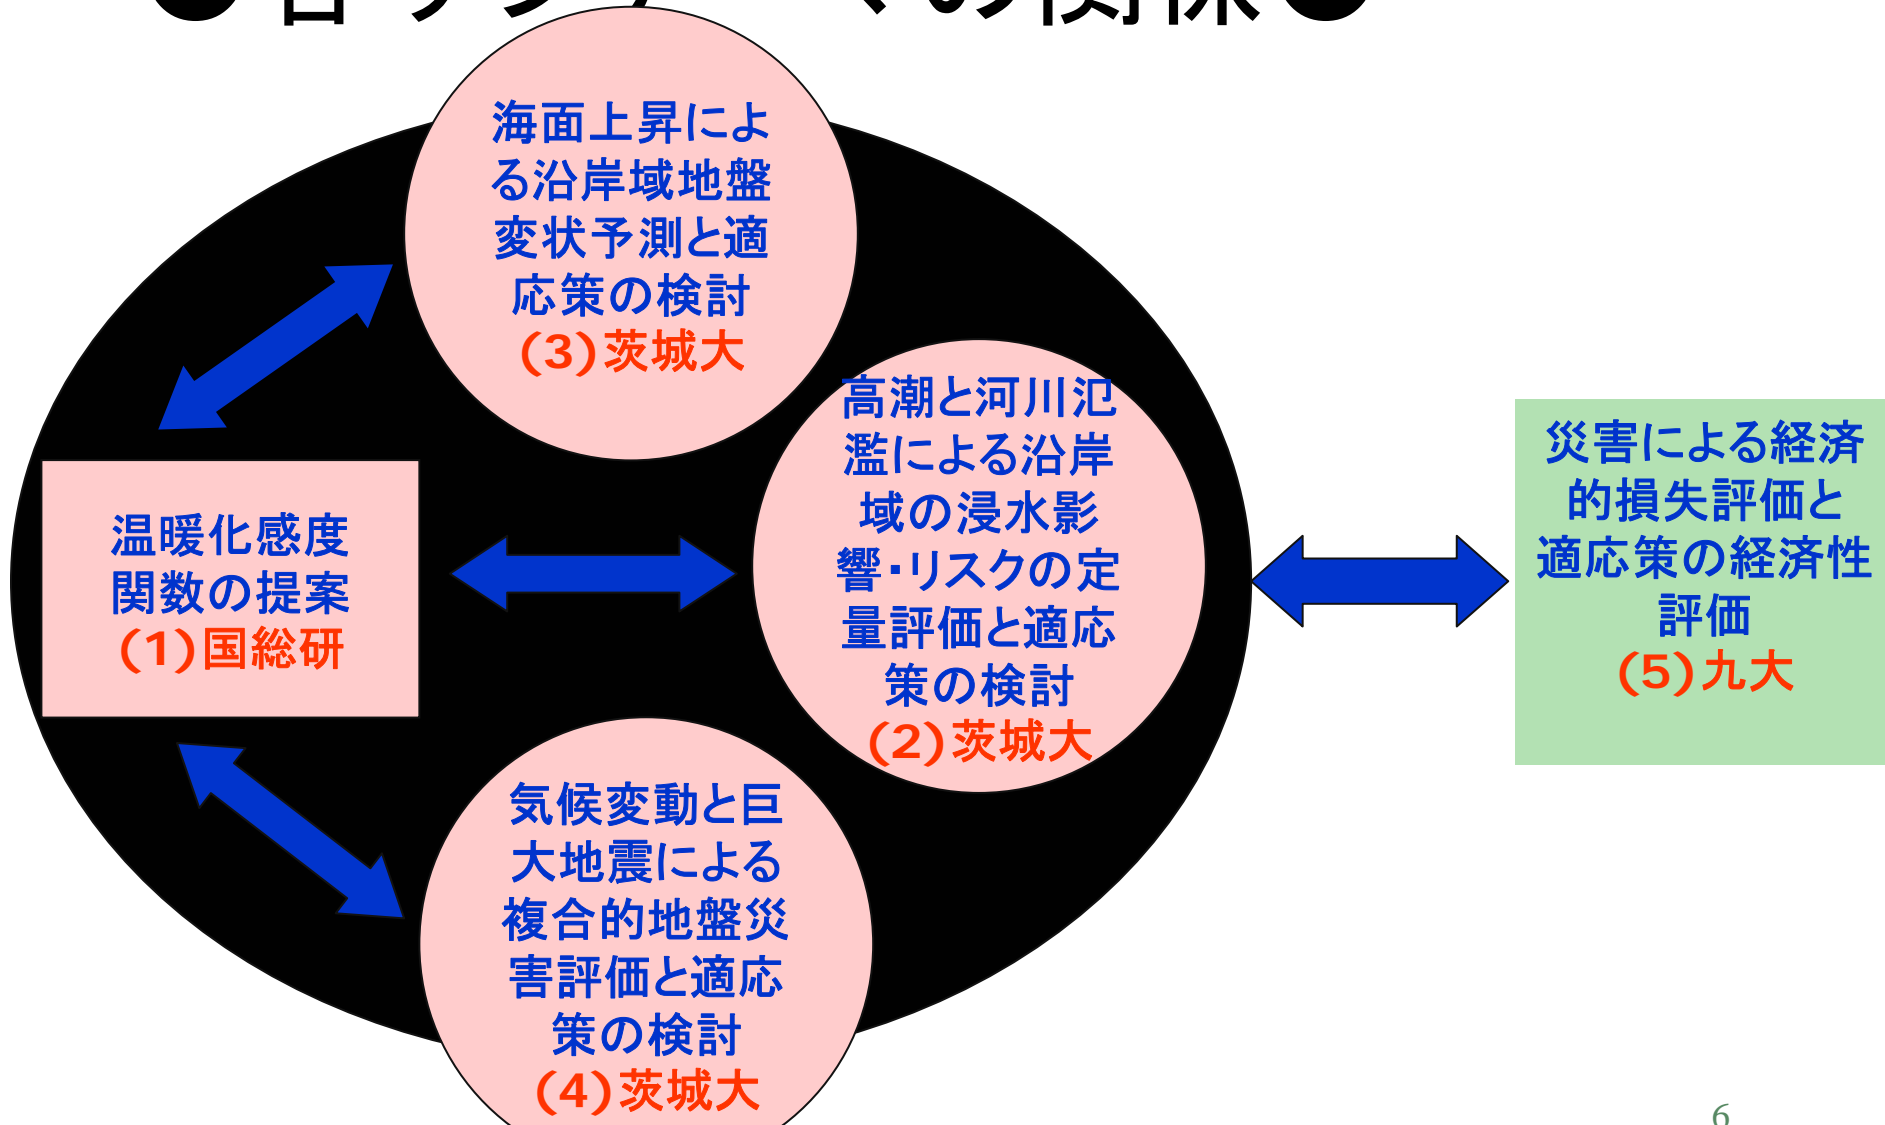 の関係
海面上昇によ
る沿岸域地盤
変状予測と適
応策の検討
(3)茨城大
高潮と河川氾
濫による沿岸
域の浸水影
響・リスクの定
量評価と適応
策の検討
(2)茨城大
温暖化感度
関数の提案
(1)国総研
気候変動と巨
大地震による
複合的地盤災
害評価と適応
策の検討
(4)茨城大
災害による経済
的損失評価と
適応策の経済性
評価
(5)九大
6